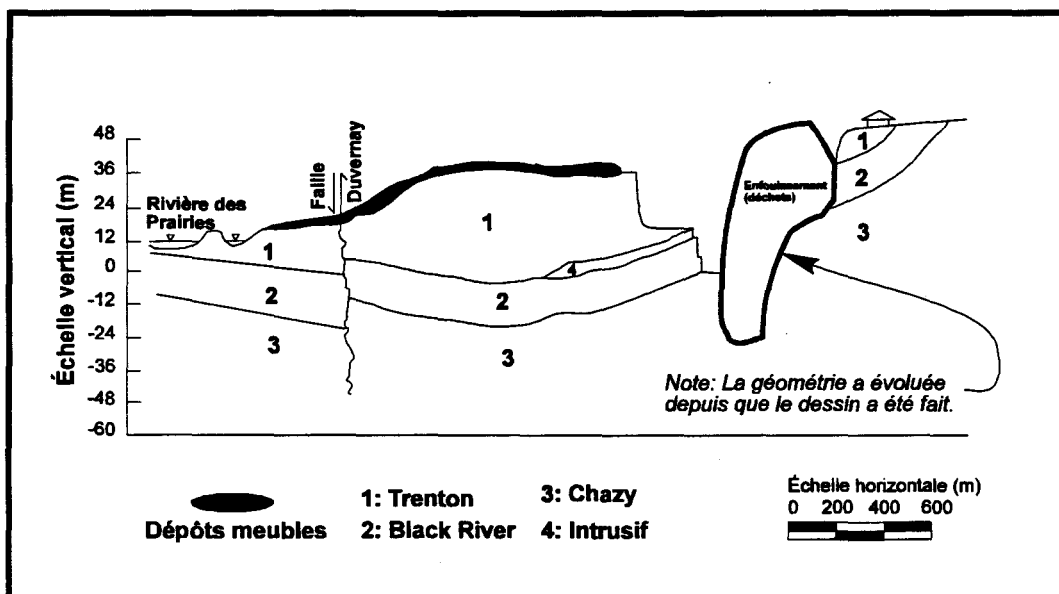 Échelle vertical (m)
48
36
24
12
0
-12
-24
-36
-48
-60
Rivière des
Prairies
Faille
Duvernay
1
2
3
1
4
2
3
Enfouissement
(déchets)
1
2
3
Note: La géométrie a évoluée
depuis que le dessin a été fait.
Dépôts meubles
1: Trenton
2: Black River
3: Chazy
4: Intrusif
Échelle horizontale (m)
0 200 400 600